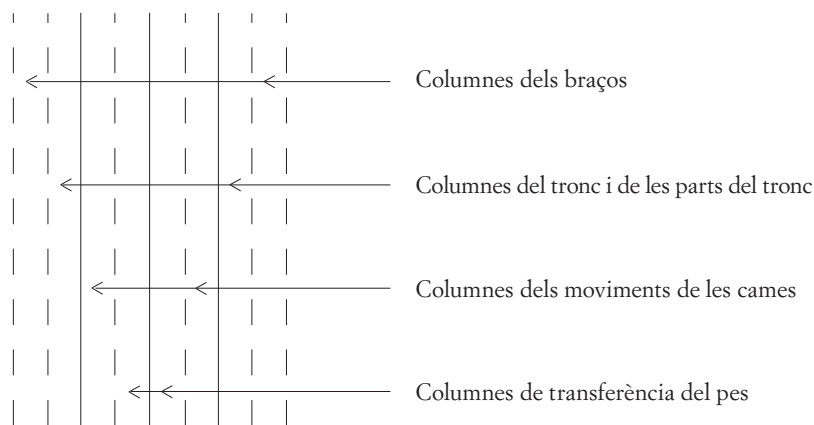 Columnes dels braços
Columnes del tronc i de les parts del tronc
Columnes dels moviments de les cames
Columnes de transferència del pes